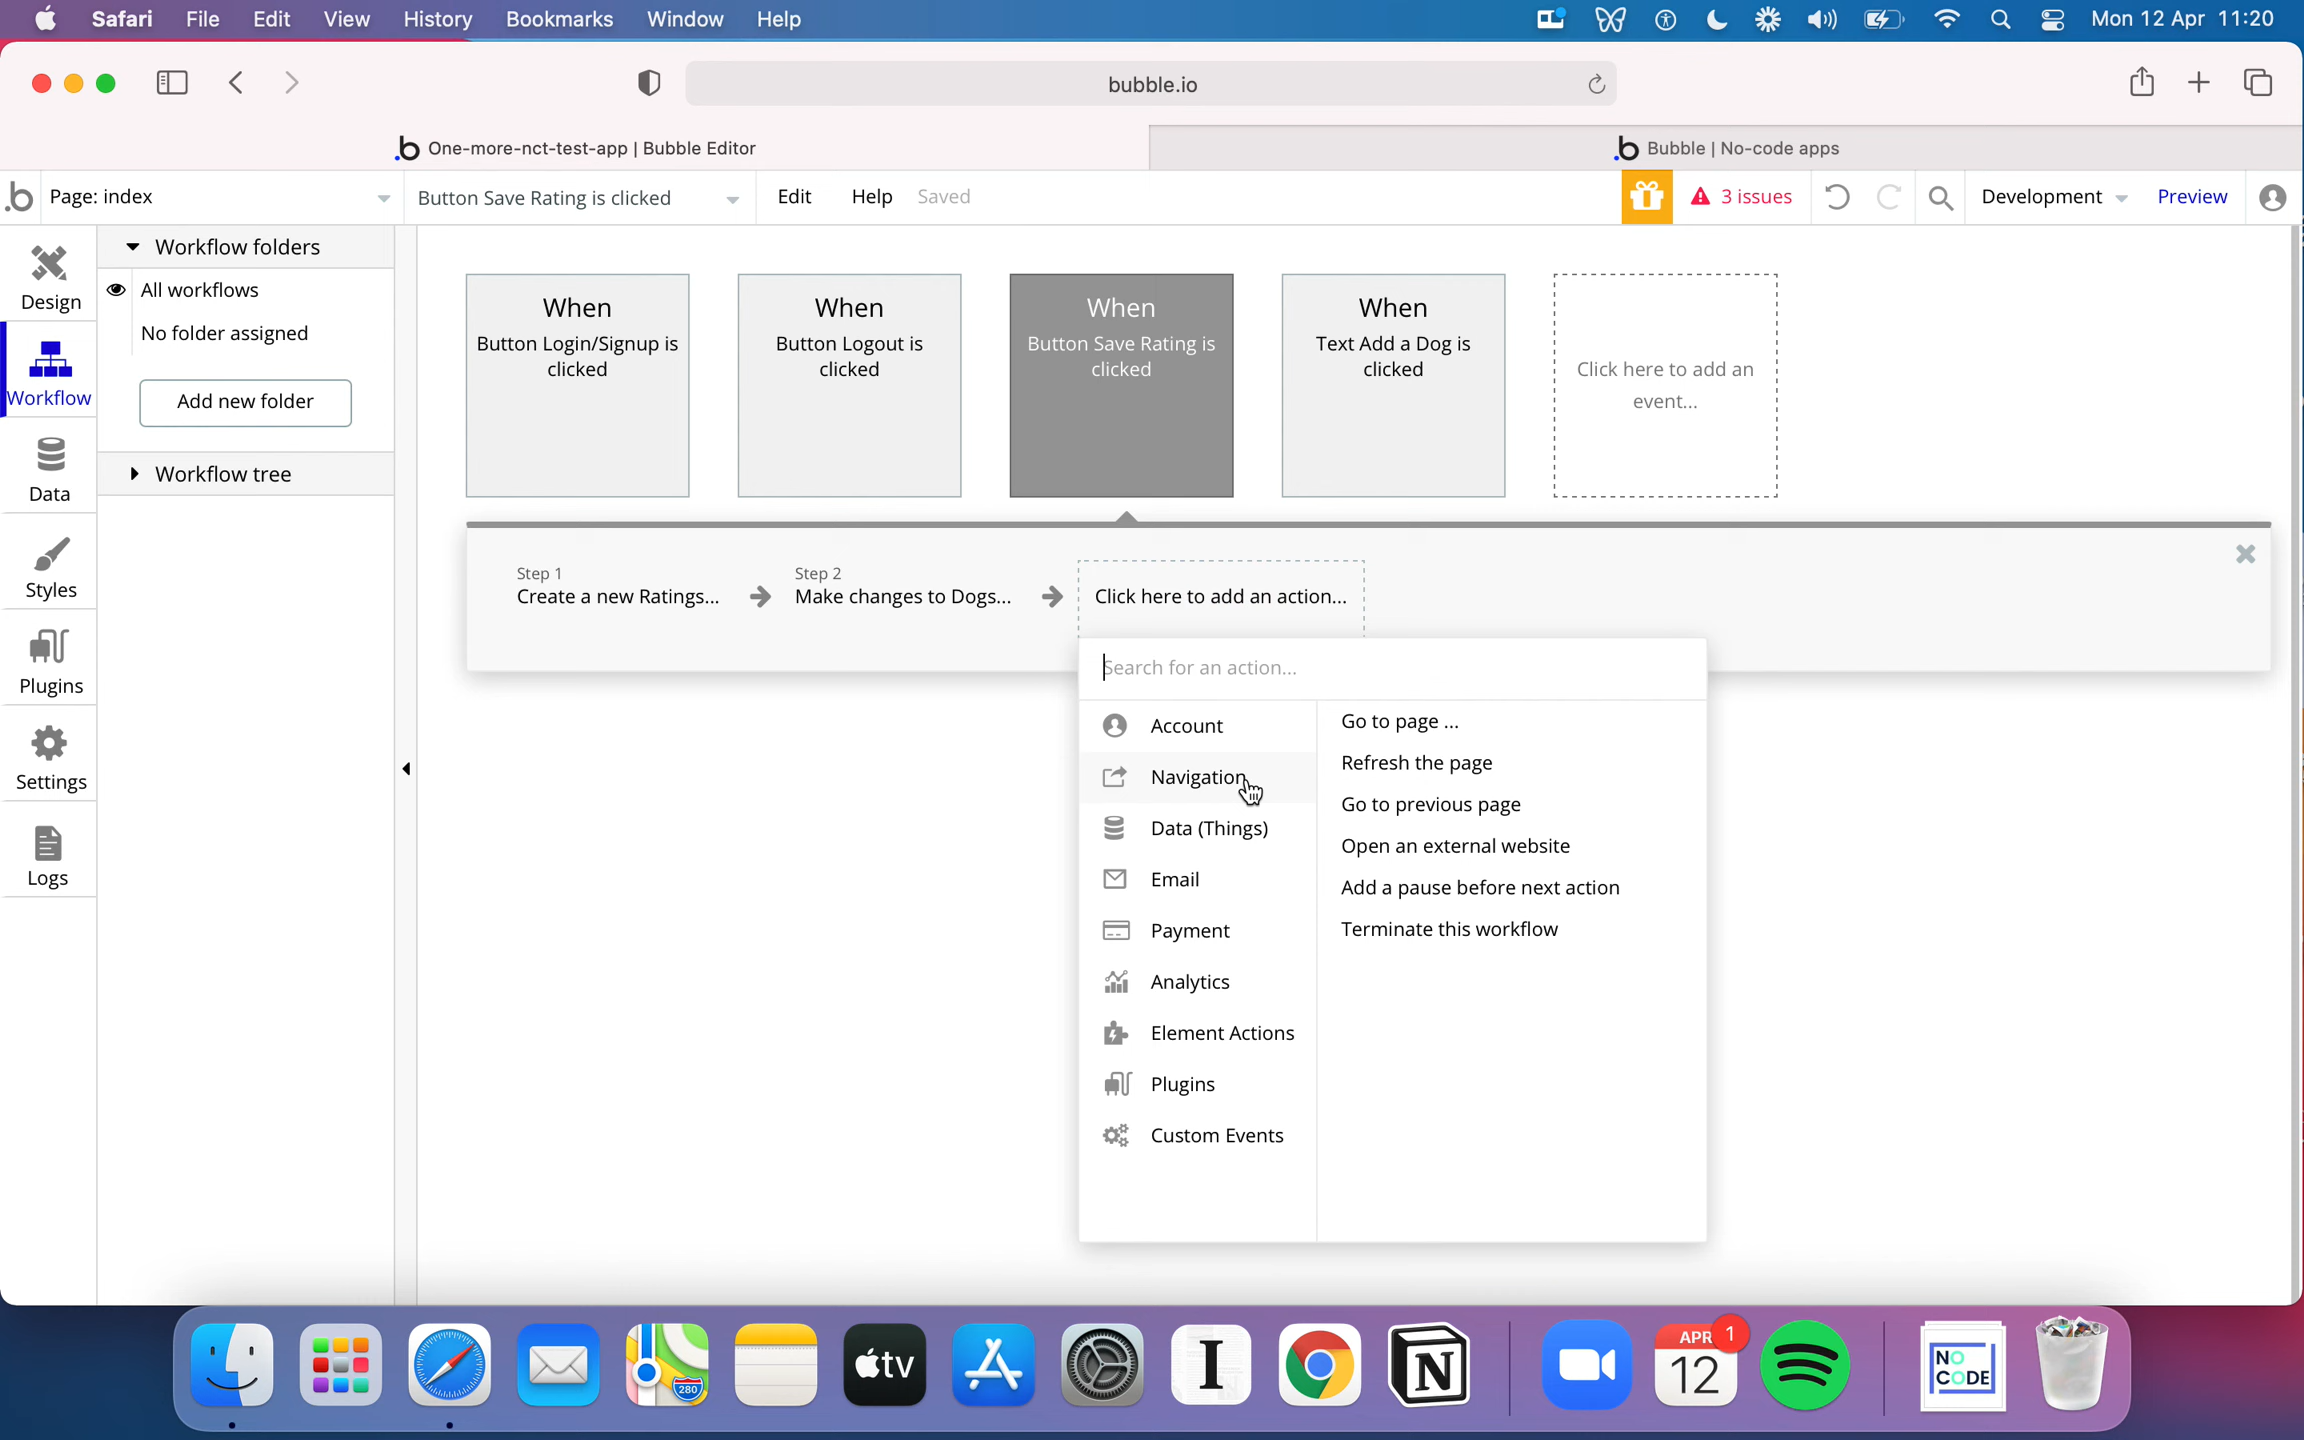 Safari File Edit View History Bookmarks Window Help Mon 12 Apr 11:20
bubble.io
One-more-nct-test-app | Bubble Editor
Bubble | No-code apps
Page: index
Button Save Rating is clicked
Edit
Help
Saved
3 issues
Development
Preview
Design
Workflow
Data
Styles
Plugins
Settings
Logs
Workflow folders
All workflows
No folder assigned
Add new folder
Workflow tree
When
Button Login/Signup is
clicked
When
Button Logout is
clicked
When
Button Save Rating is
clicked
When
Text Add a Dog is
clicked
Click here to add an
event...
Step 1
Create a new Ratings...
Step 2
Make changes to Dogs...
Click here to add an action...
Search for an action...
Account
Navigation
Data (Things)
Email
Payment
Analytics
Element Actions
Plugins
Custom Events
Go to page ...
Refresh the page
Go to previous page
Open an external website
Add a pause before next action
Terminate this workflow
280
tv
I
N
APR
1
12
NO
CODE